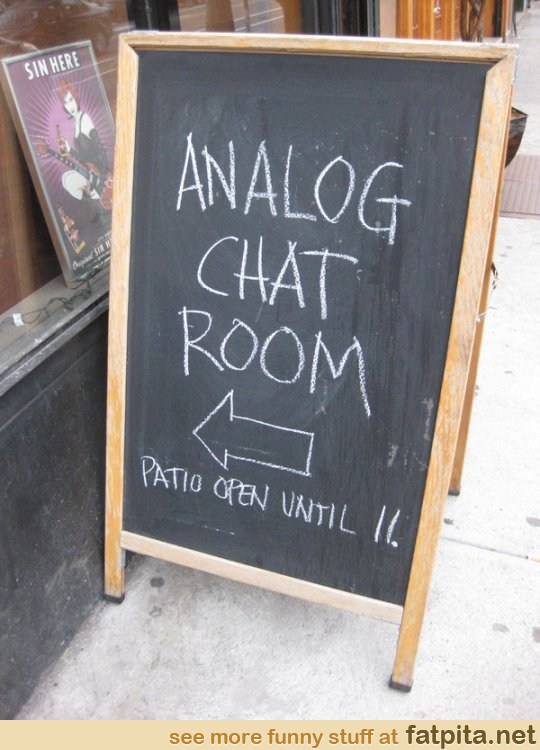 SIN HERE
ANALOG
CHAT
ROOM
PATIO OPEN UNTIL 11.
see more funny stuff at fatpita.net